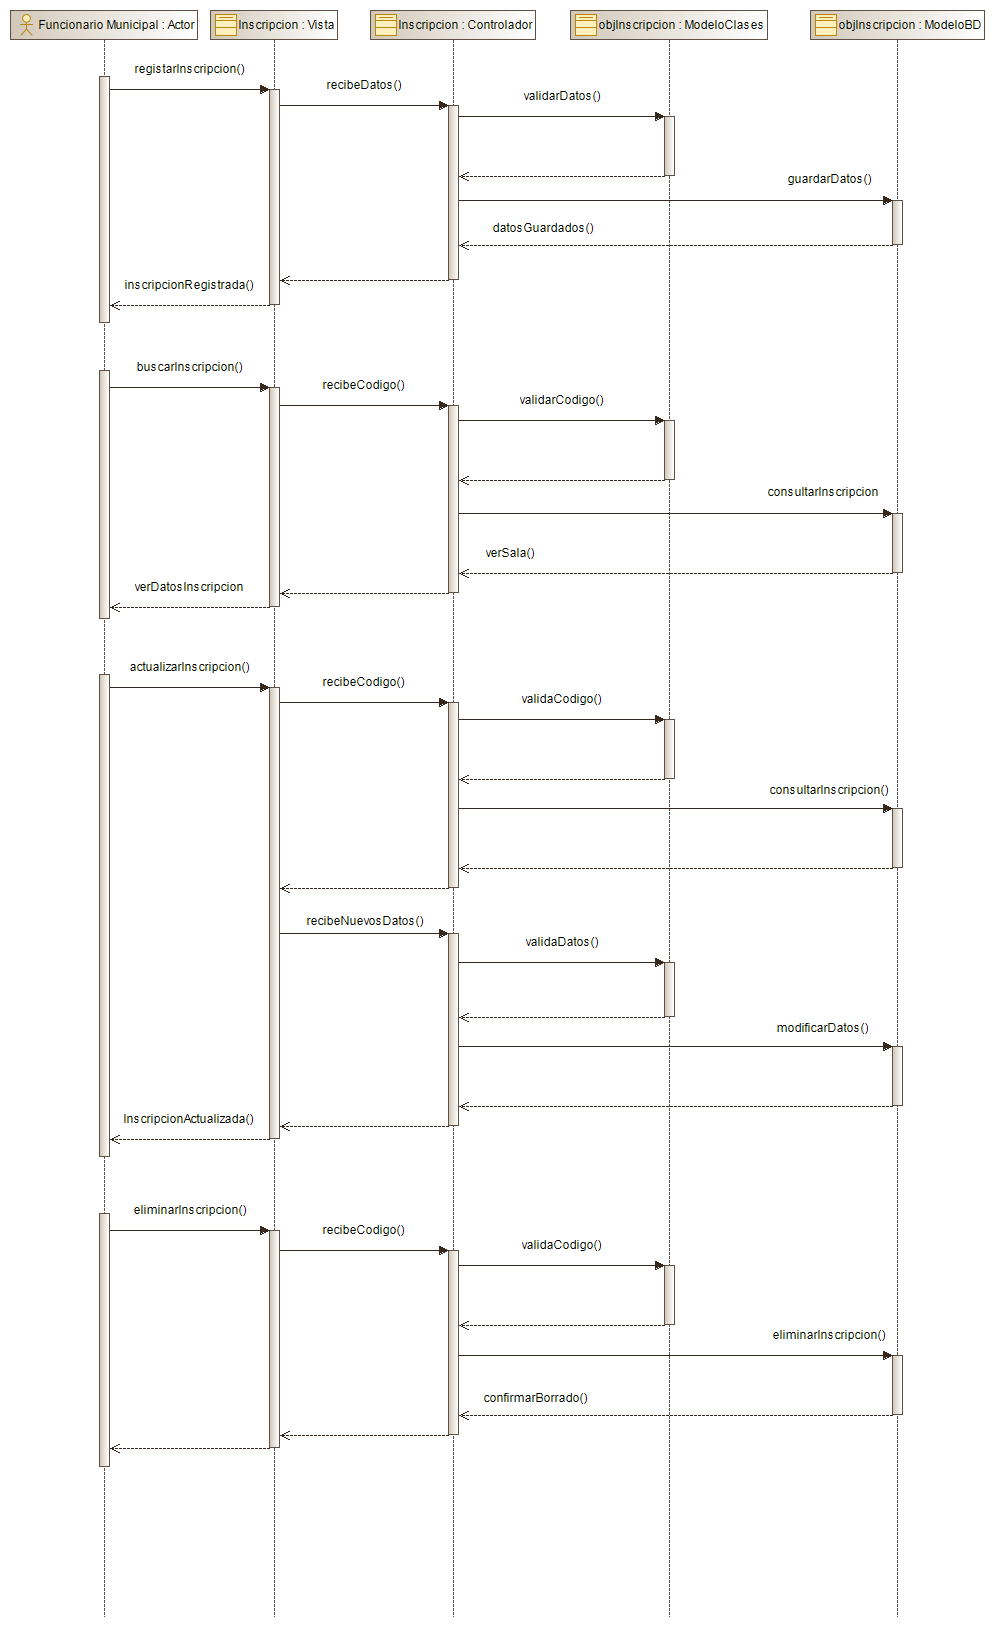 Funcionario Municipal : Actor
Inscripcion : Vista
Inscripcion : Controlador
objInscripcion : ModeloClases
objInscripcion : ModeloBD
registarInscripcion()
recibeDatos()
validarDatos()
guardarDatos()
datosGuardados()
inscripcionRegistrada()
buscarInscripcion()
recibeCodigo()
validarCodigo()
consultarInscripcion
verSala()
verDatosInscripcion
actualizarInscripcion()
recibeCodigo()
validaCodigo()
consultarInscripcion()
recibeNuevosDatos()
validaDatos()
modificarDatos()
InscripcionActualizada()
eliminarInscripcion()
recibeCodigo()
validaCodigo()
eliminarInscripcion()
confirmarBorrado()